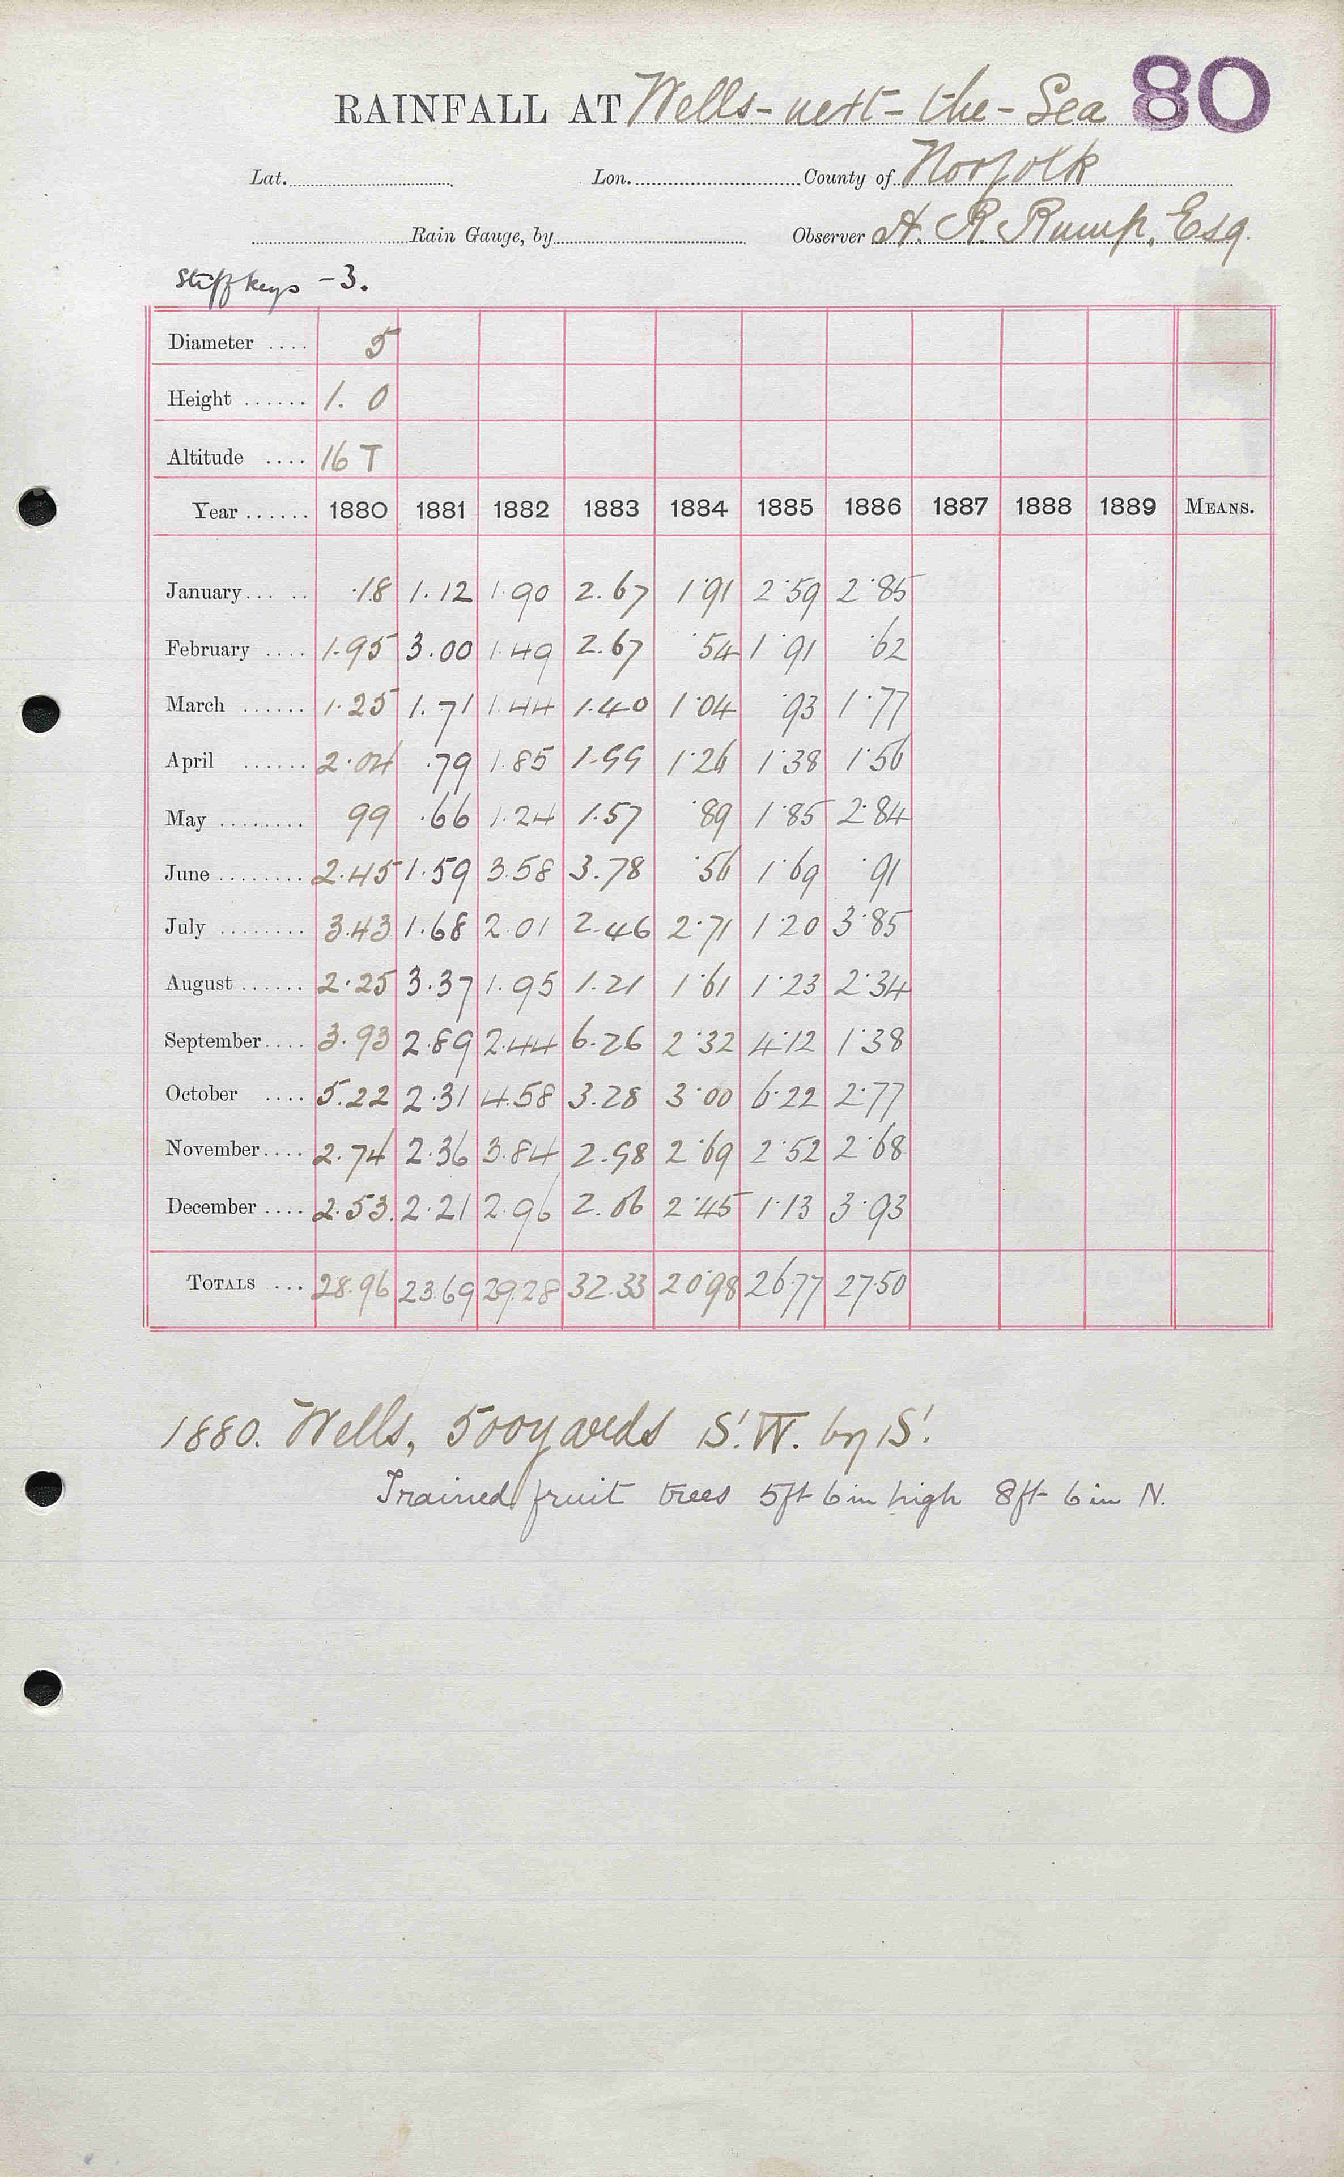 RAINFALL AT Wells-next-the-Sea 80
Lat. Lon. County of Norfolk
Rain Gauge, by Observer H. R. Rump, Esq.
Stiffkeys -3.
Diameter .... 5
Height ...... 1. 0
Altitude .... 16 T
Year ...... 1880 1881 1882 1883 1884 1885 1886 1887 1888 1889 MEANS.
January ... .. .18 1.12 1.90 2.67 1.91 2.59 2.85
February .... 1.95 3.00 1.49 2.67 .54 1.91 .62
March ...... 1.25 1.71 1.44 1.40 1.04 .93 1.77
April ...... 2.04 .79 1.85 1.99 1.26 1.38 1.56
May ........ 99 .66 1.24 1.57 .89 1.85 2.84
June ........ 2.45 1.59 3.58 3.78 .56 1.69 .91
July ........ 3.43 1.68 2.01 2.46 2.71 1.20 3.85
August ...... 2.25 3.37 1.95 1.21 1.61 1.23 2.34
September.... 3.93 2.89 2.44 6.26 2.32 4.12 1.38
October .... 5.22 2.31 4.58 3.28 3.00 6.22 2.77
November.... 2.74 2.36 3.84 2.98 2.69 2.52 2.68
December .... 2.53 2.21 2.96 2.06 2.45 1.13 3.93
TOTALS ... 28.96 23.69 29.28 32.33 20.98 26.77 27.50
1880. Wells, 500 yards S.W. by S.
Trained fruit trees 5ft 6in high 8ft 6in N.